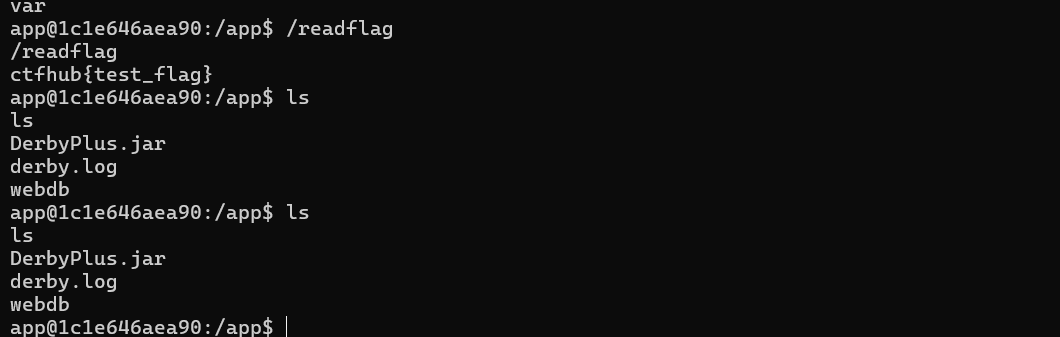 var
app@1c1e646aea90:/app$ /readflag
/readflag
ctfhub{test_flag}
app@1c1e646aea90:/app$ ls
ls
DerbyPlus.jar
derby.log
webdb
app@1c1e646aea90:/app$ ls
ls
DerbyPlus.jar
derby.log
webdb
app@1c1e646aea90:/app$